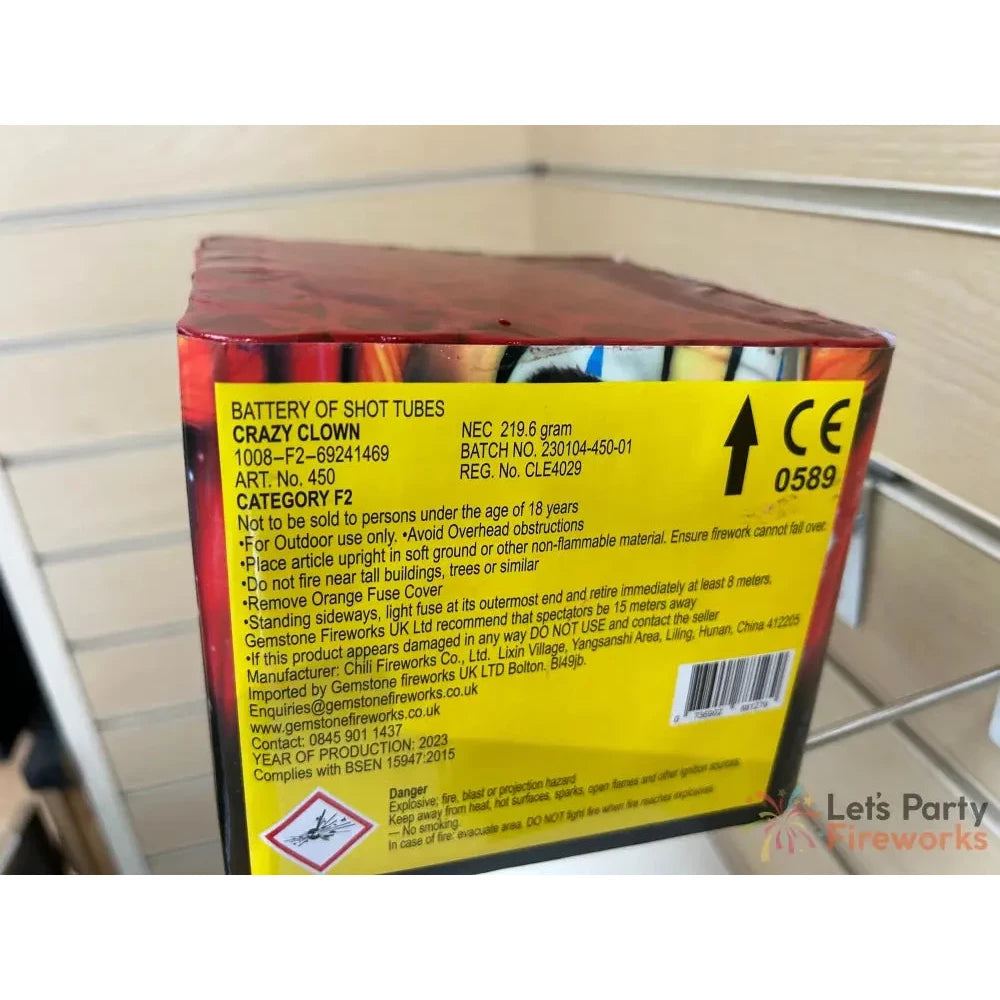 BATTERY OF SHOT TUBES
CRAZY CLOWN
1008-F2-69241469
ART. No. 450
CATEGORY F2
NEC 219.6 gram
BATCH NO. 230104-450-01
REG. No. CLE4029
CE
0589
Not to be sold to persons under the age of 18 years
•For Outdoor use only. •Avoid Overhead obstructions
•Place article upright in soft ground or other non-flammable material. Ensure firework cannot fall over.
•Do not fire near tall buildings, trees or similar
•Remove Orange Fuse Cover
•Standing sideways, light fuse at its outermost end and retire immediately at least 8 meters.
Gemstone Fireworks UK Ltd recommend that spectators be 15 meters away
•If this product appears damaged in any way DO NOT USE and contact the seller
Manufacturer: Chili Fireworks Co., Ltd. Lixin Village, Yangsanshi Area, Liling, Hunan, China 412205
Imported by Gemstone fireworks UK LTD Bolton. Bl49jb.
Enquiries@gemstonefireworks.co.uk
www.gemstonefireworks.co.uk
Contact: 0845 901 1437
YEAR OF PRODUCTION: 2023
Complies with BSEN 15947:2015
Danger
Explosive; fire, blast or projection hazard
Keep away from heat, hot surfaces, sparks, open flames and other ignition sources.
— No smoking.
In case of fire: evacuate area. DO NOT fight fire when fire reaches explosives
Let's Party
Fireworks